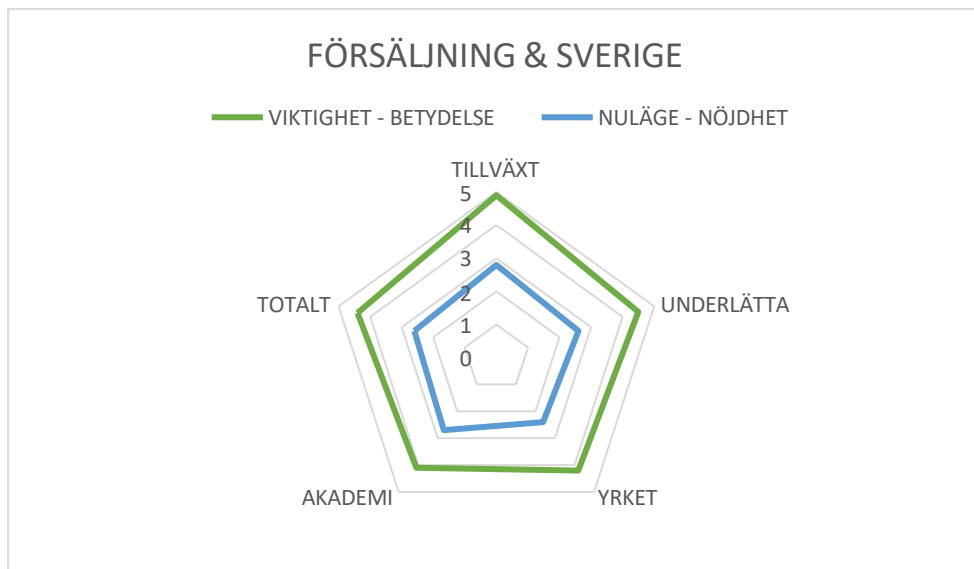 FÖRSÄLJNING & SVERIGE
VIKTIGHET - BETYDELSE NULÄGE - NÖJDHET
TILLVÄXT
5
4
3
2
1
0
TOTALT
UNDERLÄTTA
AKADEMI
YRKET